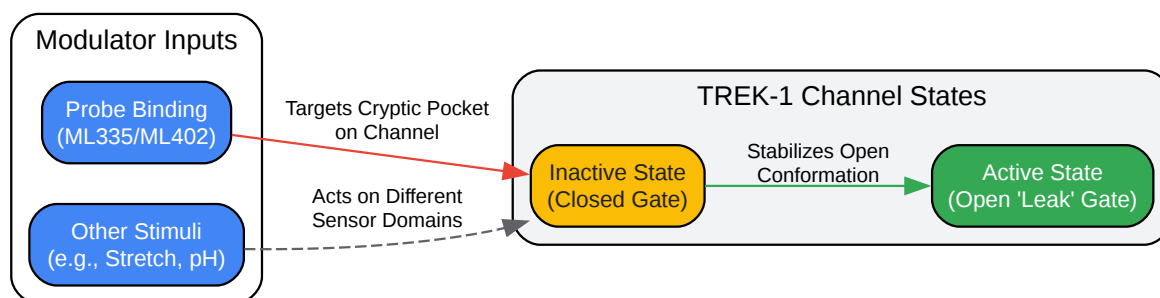 Modulator Inputs
Probe Binding
(ML335/ML402)
Other Stimuli
(e.g., Stretch, pH)
Targets Cryptic Pocket
on Channel
Acts on Different
Sensor Domains
TREK-1 Channel States
Inactive State
(Closed Gate)
Stabilizes Open
Conformation
Active State
(Open 'Leak' Gate)